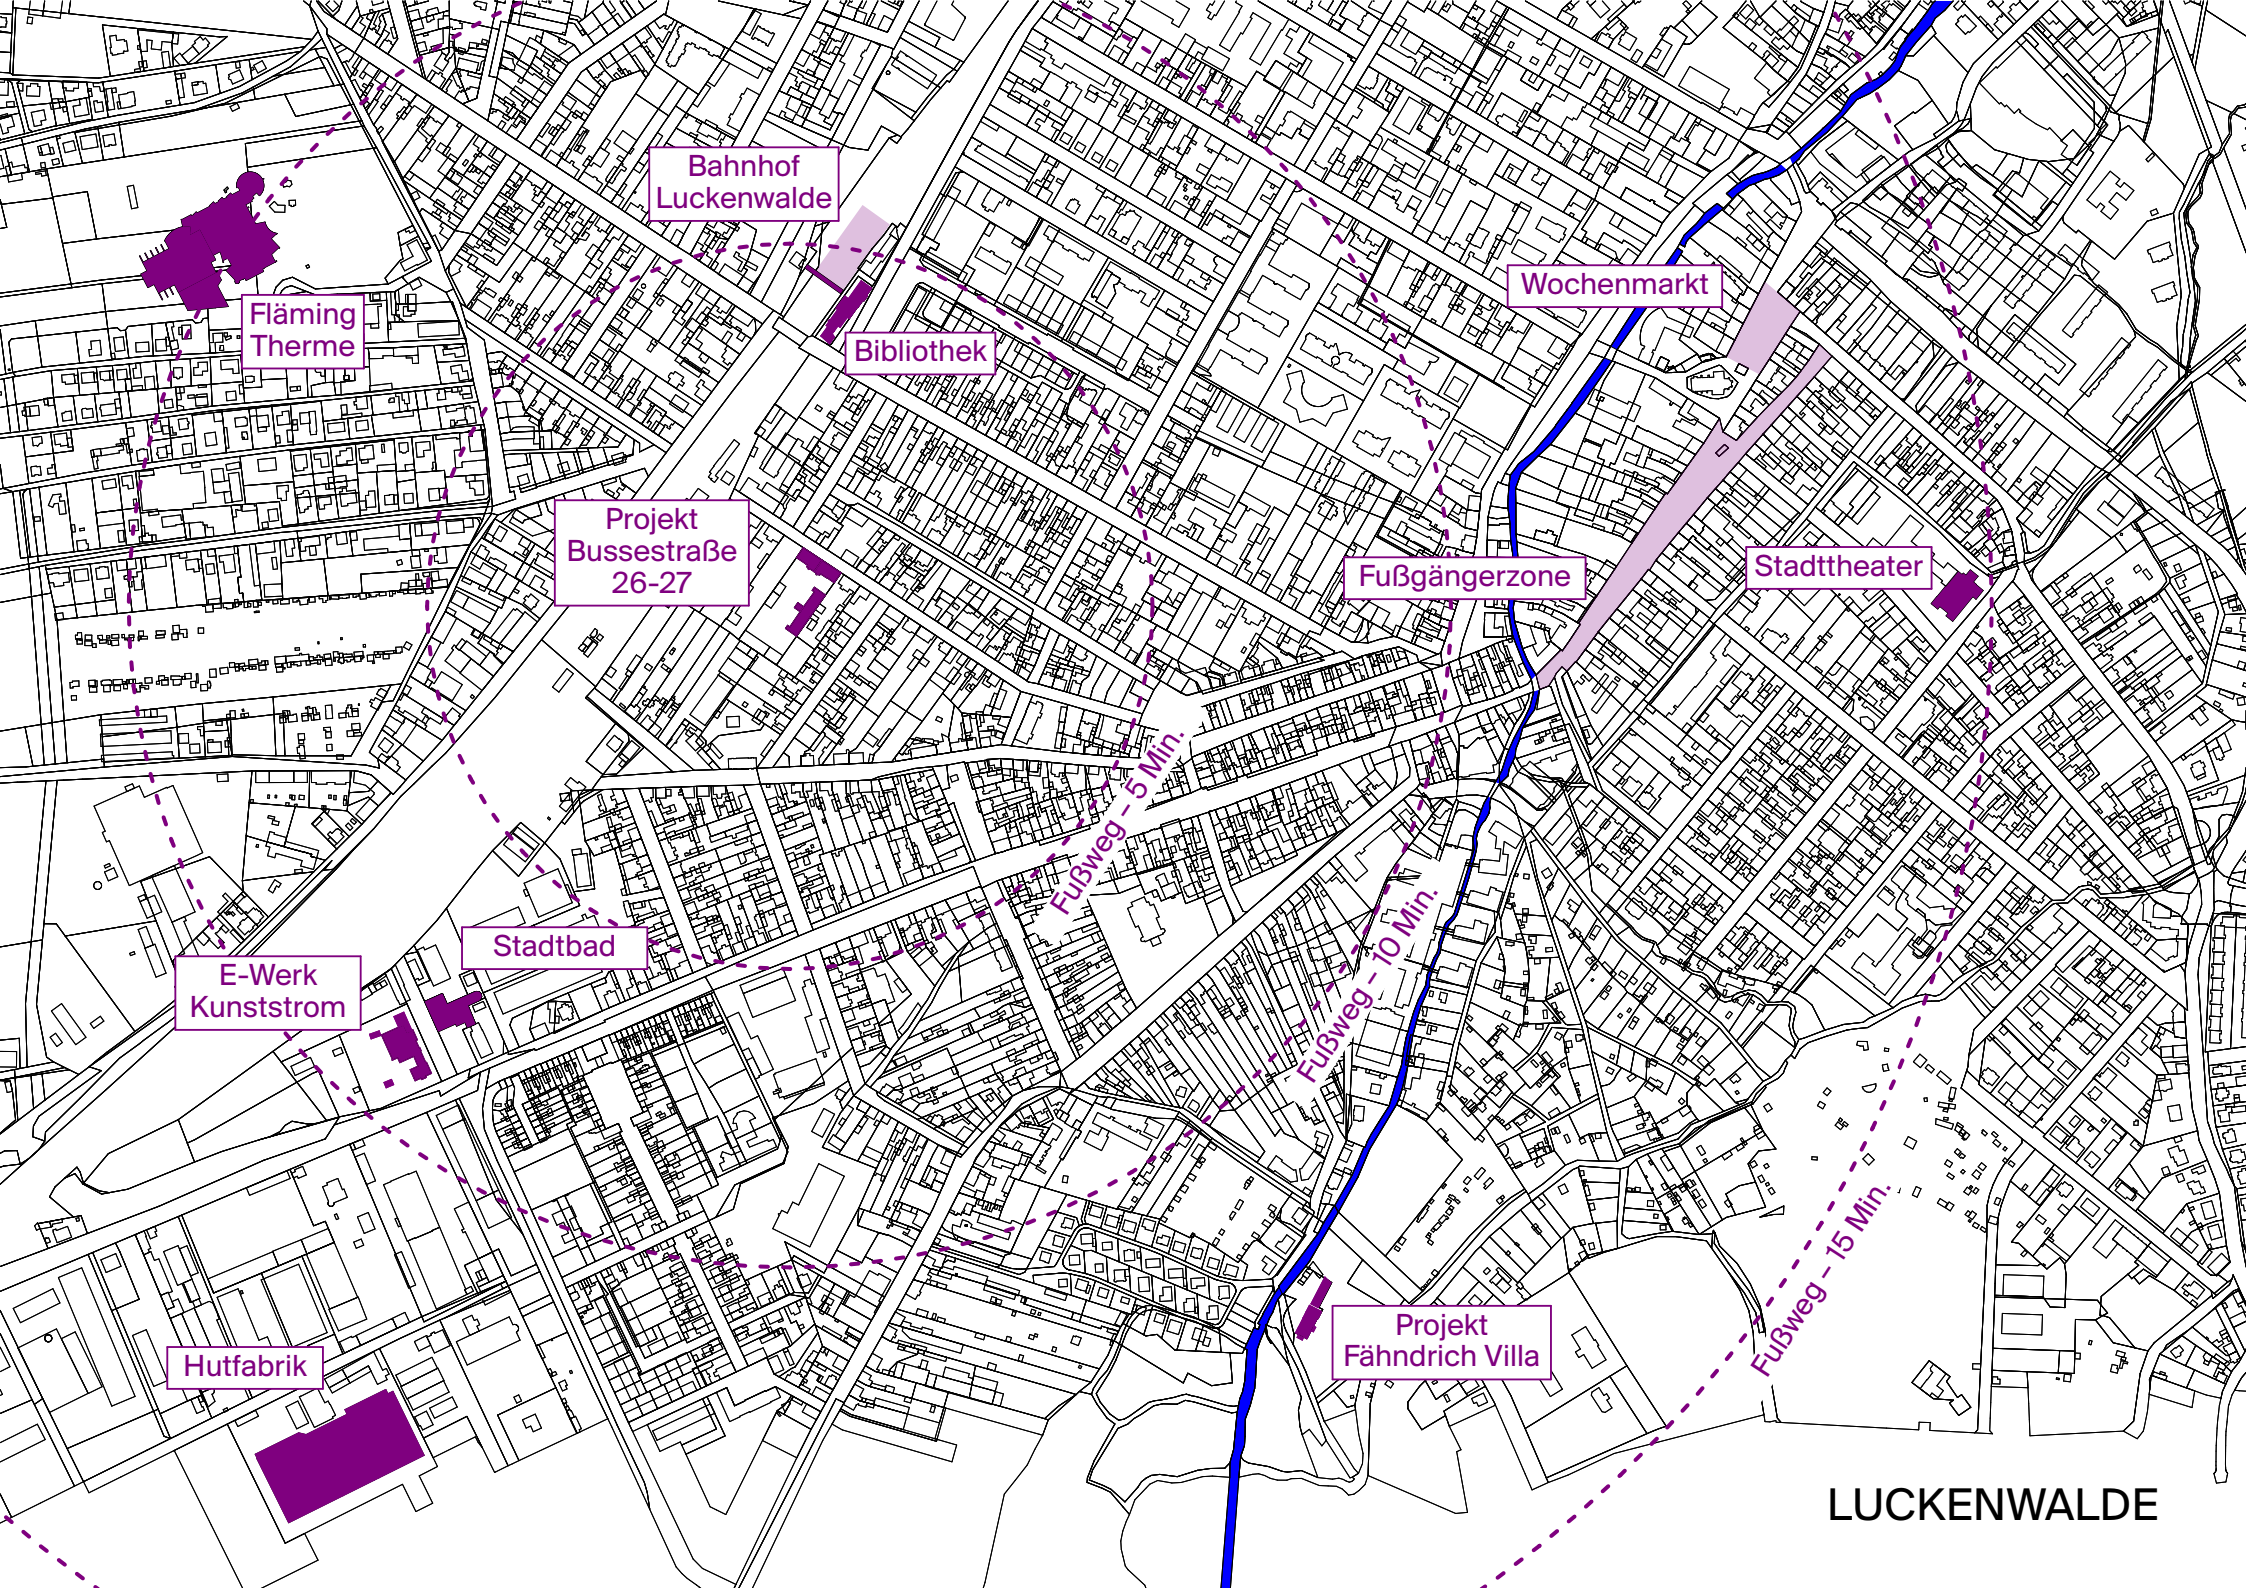 Bahnhof
Luckenwalde
Wochenmarkt
Fläming
Therme
Bibliothek
Projekt
Bussestraße
26-27
Fußgängerzone
Stadttheater
Fußweg – 5 Min.
Stadtbad
E-Werk
Kunststrom
Fußweg – 10 Min.
Fußweg – 15 Min.
Projekt
Fähndrich Villa
Hutfabrik
LUCKENWALDE